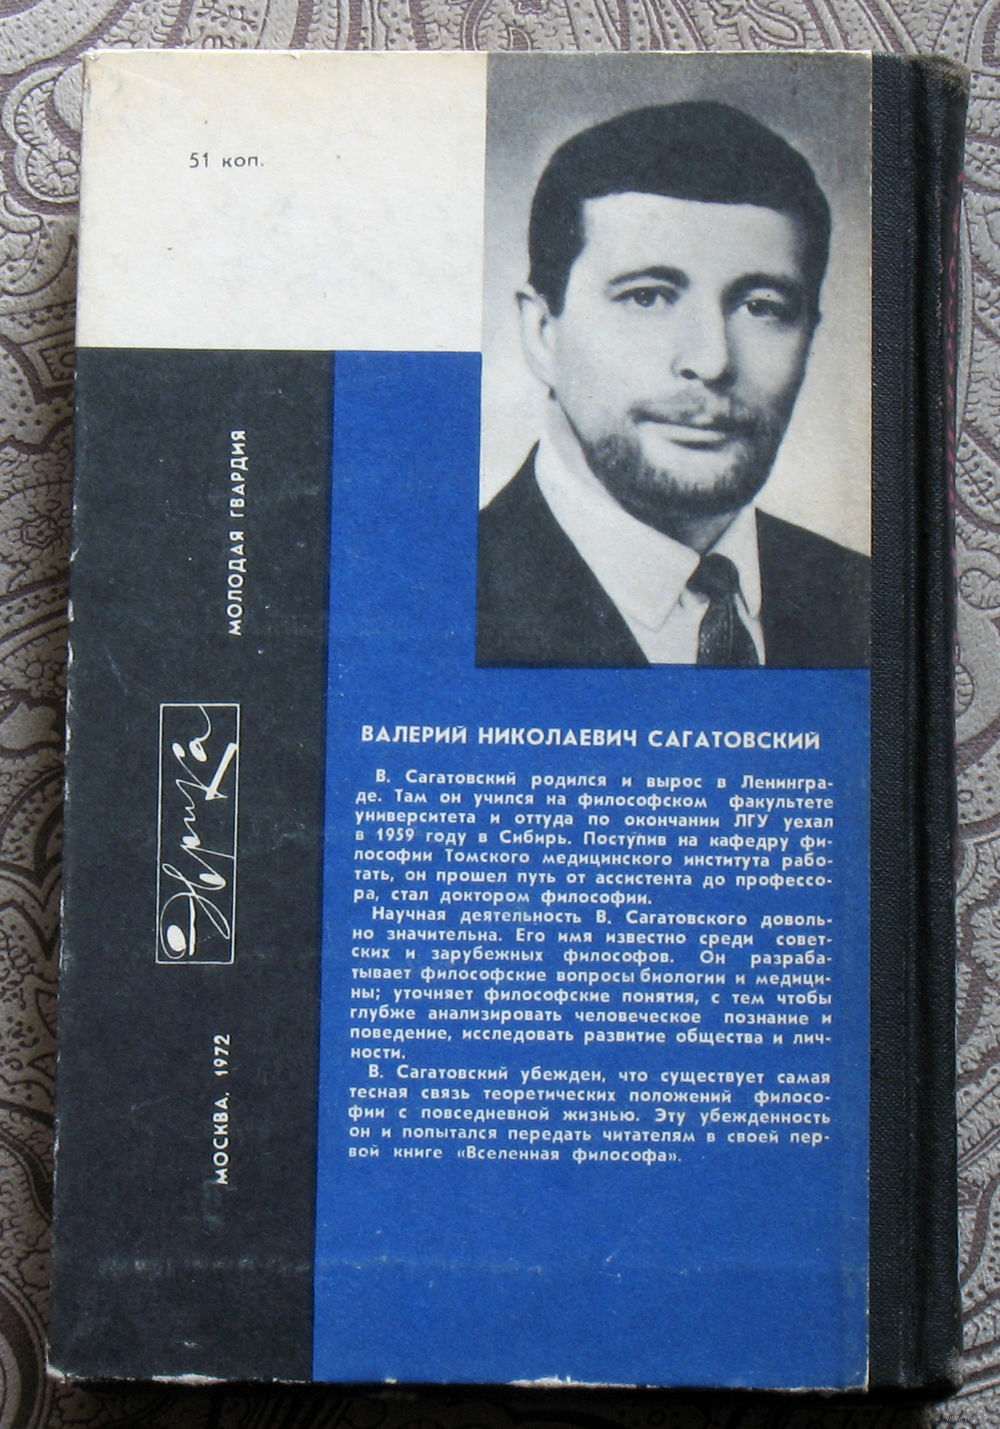 51 коп.
МОЛОДАЯ ГВАРДИЯ
Эврика
МОСКВА, 1972
ВАЛЕРИЙ НИКОЛАЕВИЧ САГАТОВСКИЙ
В. Сагатовский родился и вырос в Ленингра-
де. Там он учился на философском факультете
университета и оттуда по окончании ЛГУ уехал
в 1959 году в Сибирь. Поступив на кафедру фи-
лософии Томского медицинского института рабо-
тать, он прошел путь от ассистента до профессо-
ра, стал доктором философии.
Научная деятельность В. Сагатовского доволь-
но значительна. Его имя известно среди совет-
ских и зарубежных философов. Он разраба-
тывает философские вопросы биологии и медици-
ны; уточняет философские понятия, с тем чтобы
глубже анализировать человеческое познание и
поведение, исследовать развитие общества и лич-
ности.
В. Сагатовский убежден, что существует самая
тесная связь теоретических положений филосо-
фии с повседневной жизнью. Эту убежденность
он и попытался передать читателям в своей пер-
вой книге «Вселенная философа».